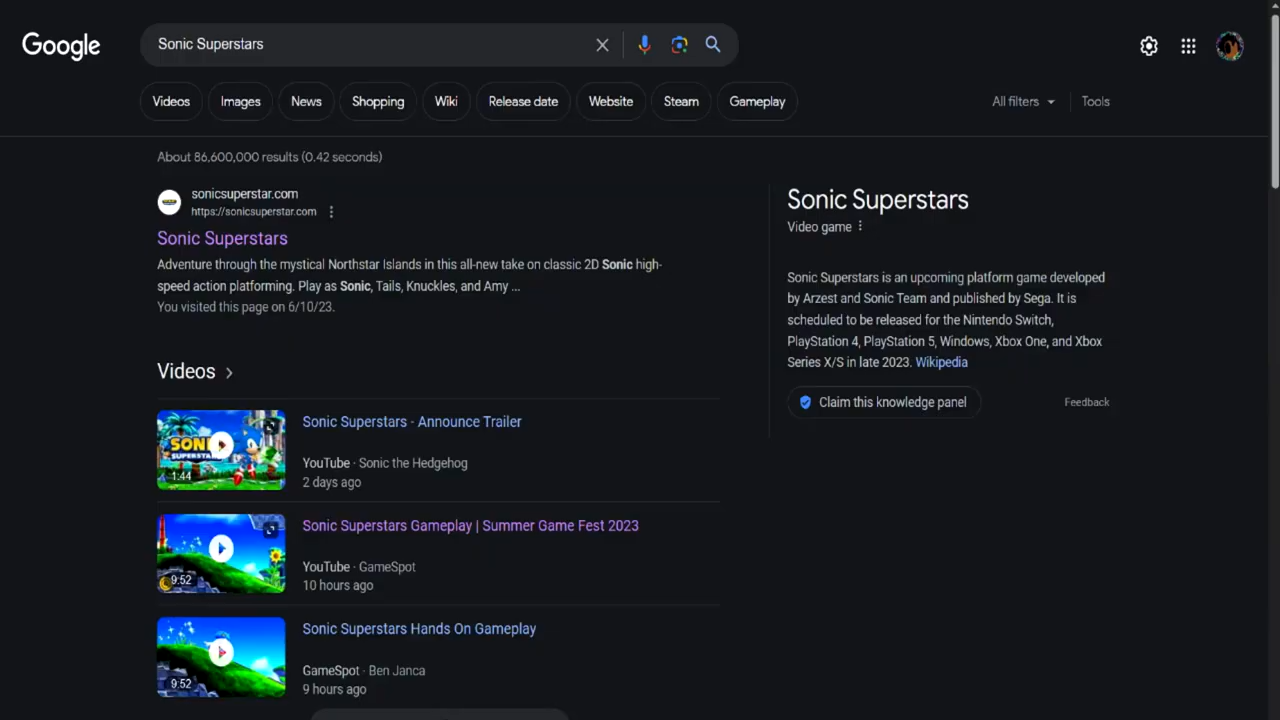 Google
Sonic Superstars
Videos
Images
News
Shopping
Wiki
Release date
Website
Steam
Gameplay
All filters
Tools
About 86,600,000 results (0.42 seconds)
sonicsuperstar.com
https://sonicsuperstar.com
Sonic Superstars
Adventure through the mystical Northstar Islands in this all-new take on classic 2D Sonic high-
speed action platforming. Play as Sonic, Tails, Knuckles, and Amy ...
You visited this page on 6/10/23.
Videos
SONIC
SUPERSTARS
1:44
Sonic Superstars - Announce Trailer
YouTube · Sonic the Hedgehog
2 days ago
9:52
Sonic Superstars Gameplay | Summer Game Fest 2023
YouTube · GameSpot
10 hours ago
9:52
Sonic Superstars Hands On Gameplay
GameSpot · Ben Janca
9 hours ago
Sonic Superstars
Video game
Sonic Superstars is an upcoming platform game developed
by Arzest and Sonic Team and published by Sega. It is
scheduled to be released for the Nintendo Switch,
PlayStation 4, PlayStation 5, Windows, Xbox One, and Xbox
Series X/S in late 2023. Wikipedia
Claim this knowledge panel
Feedback